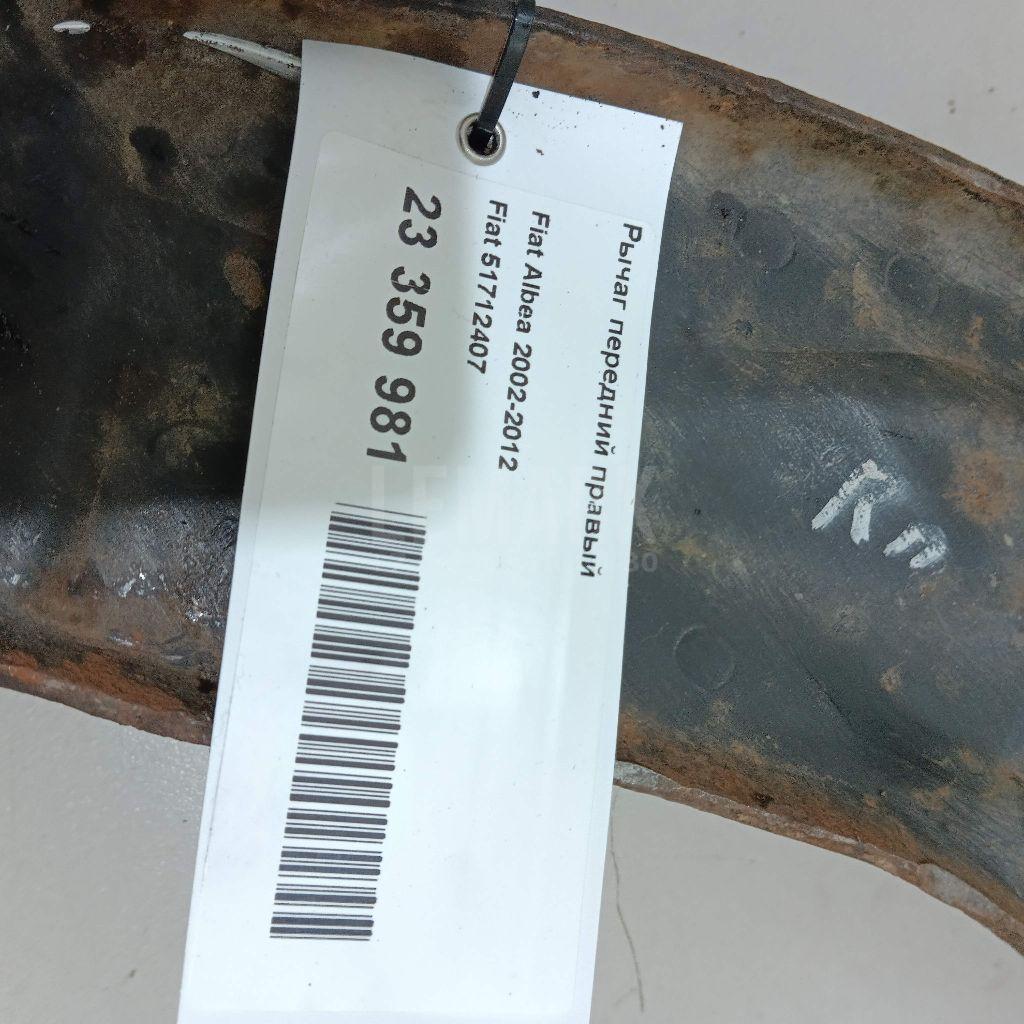 Рычаг передний правый
Fiat Albea 2002-2012
Fiat 51712407
23 359 981